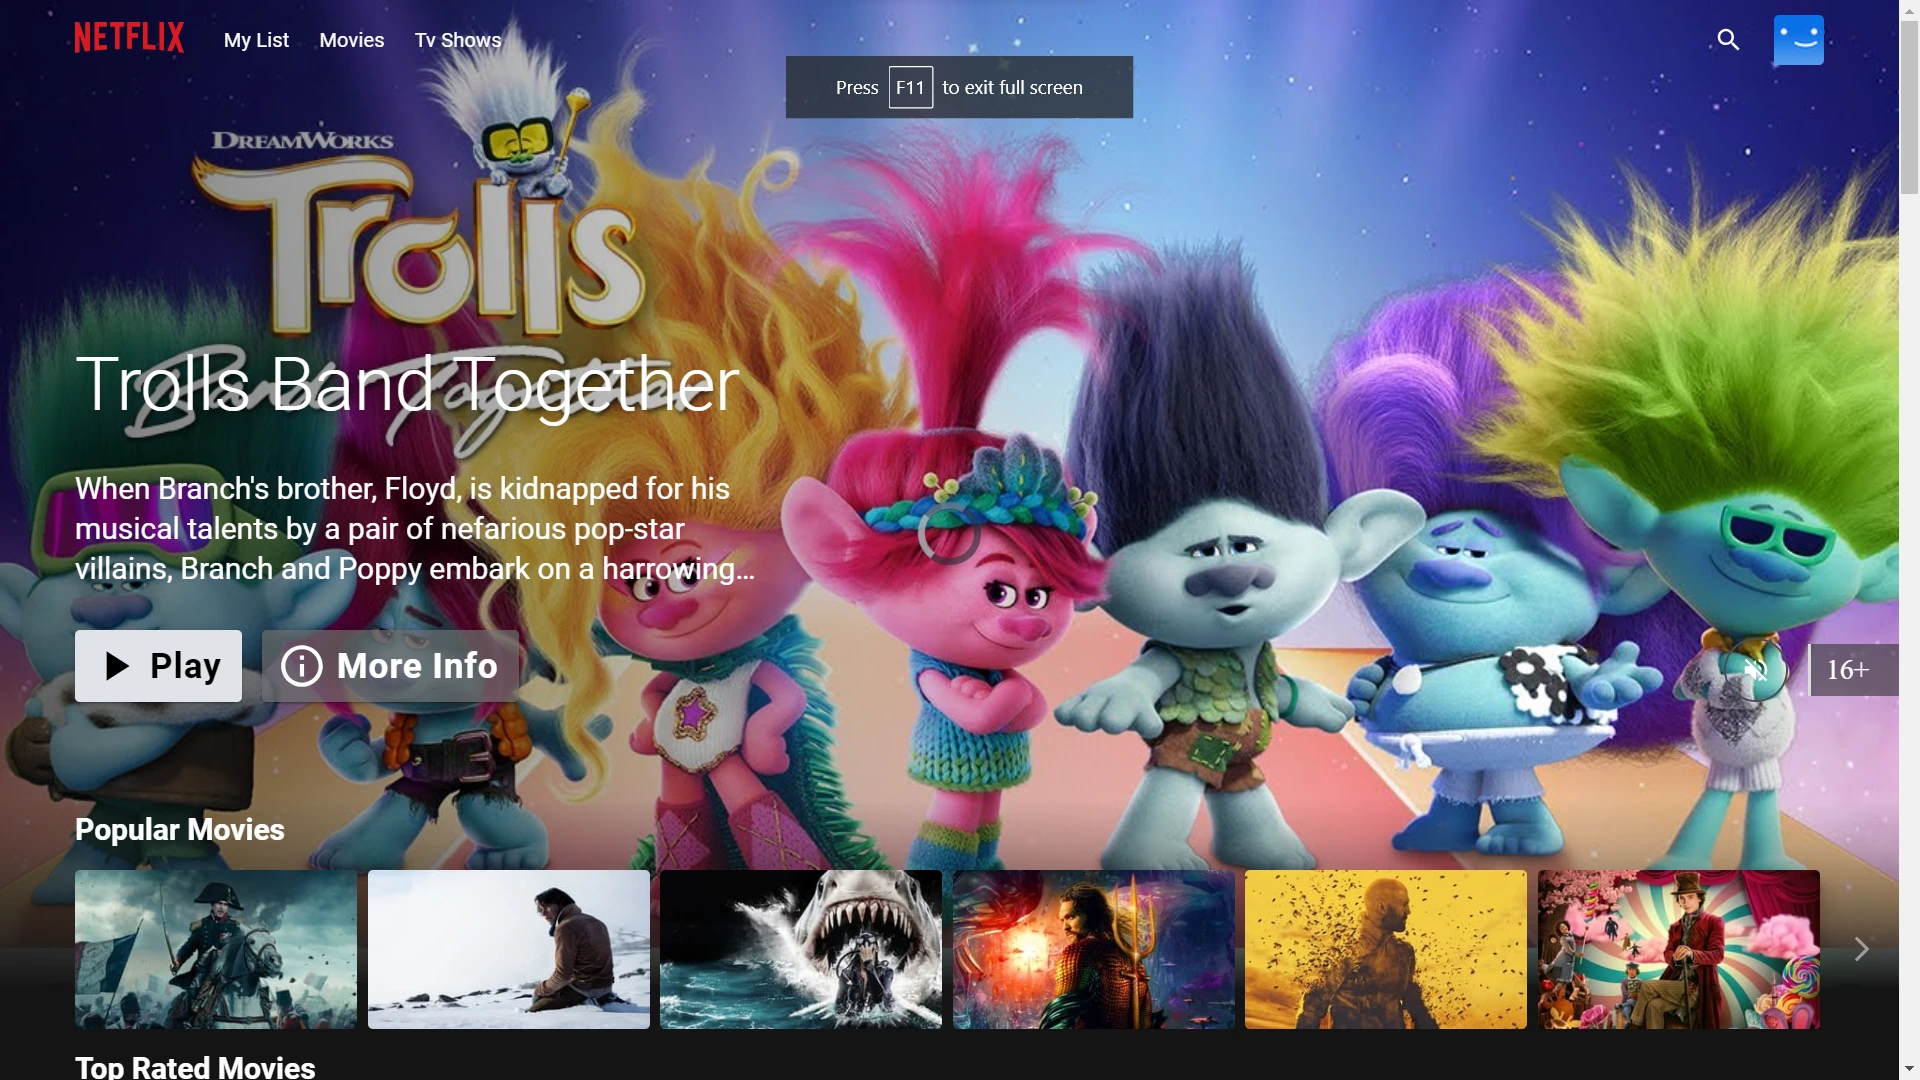 NETFLIX
My List
Movies
Tv Shows
Press F11 to exit full screen
DREAMWORKS
Trolls
Band Together
Trolls Band Together
When Branch's brother, Floyd, is kidnapped for his
musical talents by a pair of nefarious pop-star
villains, Branch and Poppy embark on a harrowing...
Play
More Info
16+
Popular Movies
Top Rated Movies